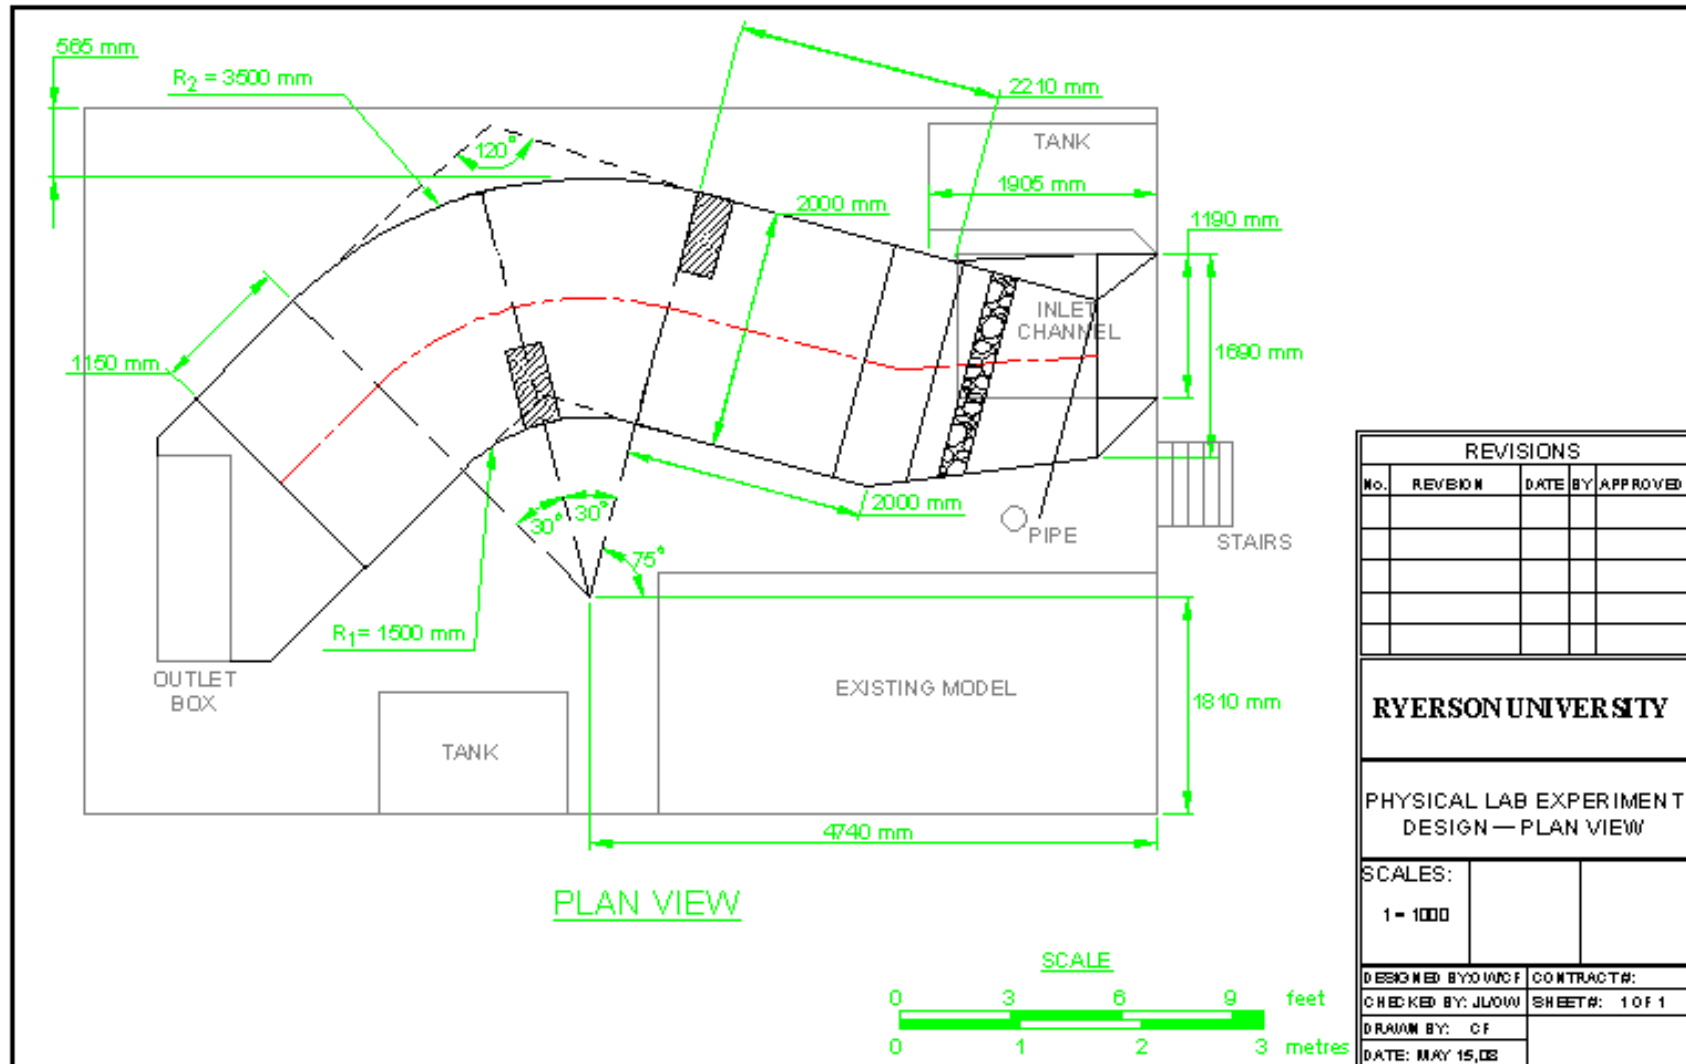 565 mm
R2 = 3500 mm
2210 mm
120°
TANK
1905 mm
2000 mm
1190 mm
INLET
CHANNEL
1690 mm
1150 mm
2000 mm
30°
30°
PIPE
STAIRS
75°
R1= 1500 mm
OUTLET
BOX
EXISTING MODEL
1810 mm
TANK
4740 mm
PLAN VIEW
SCALE
0 3 6 9 feet
0 1 2 3 metres
REVISIONS
No. REVISION DATE BY APPROVED
RYERSON UNIVERSITY
PHYSICAL LAB EXPERIMENT
DESIGN — PLAN VIEW
SCALES:
1 = 1000
DESIGNED BY: CONTRACT#:
CHECKED BY: SHEET#: 1 OF 1
DRAWN BY: CF
DATE: MAY 15,08